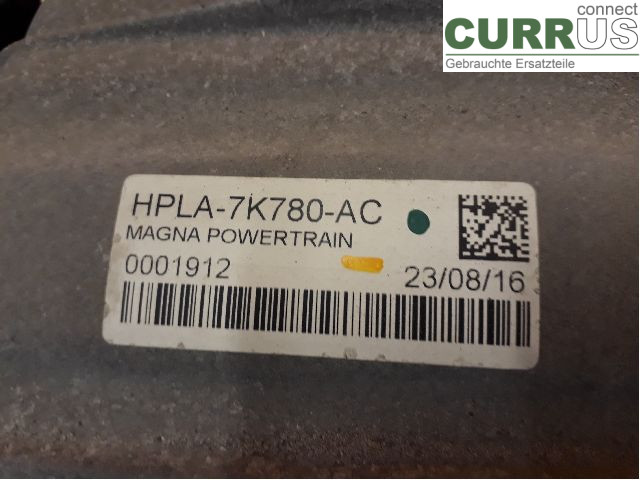 connect
CURRUS
Gebrauchte Ersatzteile
HPLA-7K780-AC
MAGNA POWERTRAIN
0001912
23/08/16